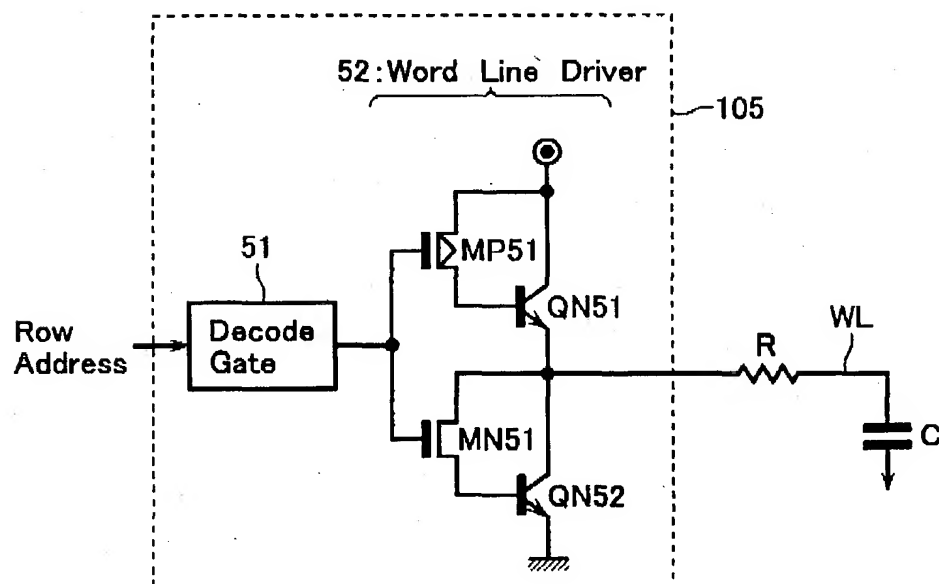 52:Word Line Driver
105
51
MP51
QN51
Row
Address
Decode
Gate
WL
R
MN51
C
QN52